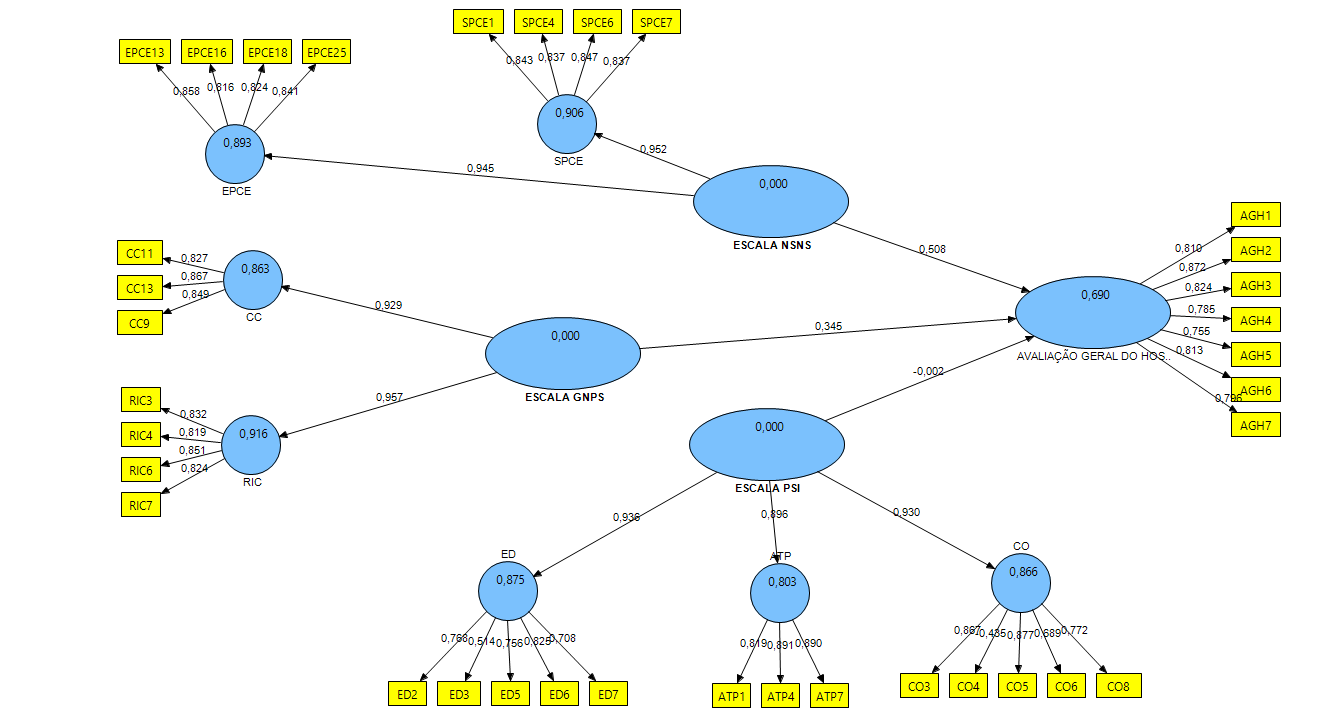 SPCE1 SPCE4 SPCE6 SPCE7
EPCE13 EPCE16 EPCE18 EPCE25
0,843 0,837 0,847 0,837
0,858 0,816 0,824 0,841
0,906
0,893
SPCE
EPCE
0,952
0,945
0,000
ESCALA NSNS
0,508
CC11
CC13
CC9
0,827
0,867
0,849
0,863
CC
0,929
0,000
ESCALA GNPS
0,345
0,690
AVALIAÇÃO GERAL DO HOS..
AGH1
AGH2
AGH3
AGH4
AGH5
AGH6
AGH7
0,810
0,872
0,824
0,785
0,755
0,813
-0,002
RIC3
RIC4
RIC6
RIC7
0,832
0,819
0,851
0,824
0,916
RIC
0,957
0,000
ESCALA PSI
0,936
0,896
0,930
ED
ATP
CO
0,875
0,803
0,866
0,768 0,514 0,756 0,825 0,708
0,819 0,891 0,890
0,867 0,435 0,877 0,689 0,772
ED2 ED3 ED5 ED6 ED7
ATP1 ATP4 ATP7
CO3 CO4 CO5 CO6 CO8